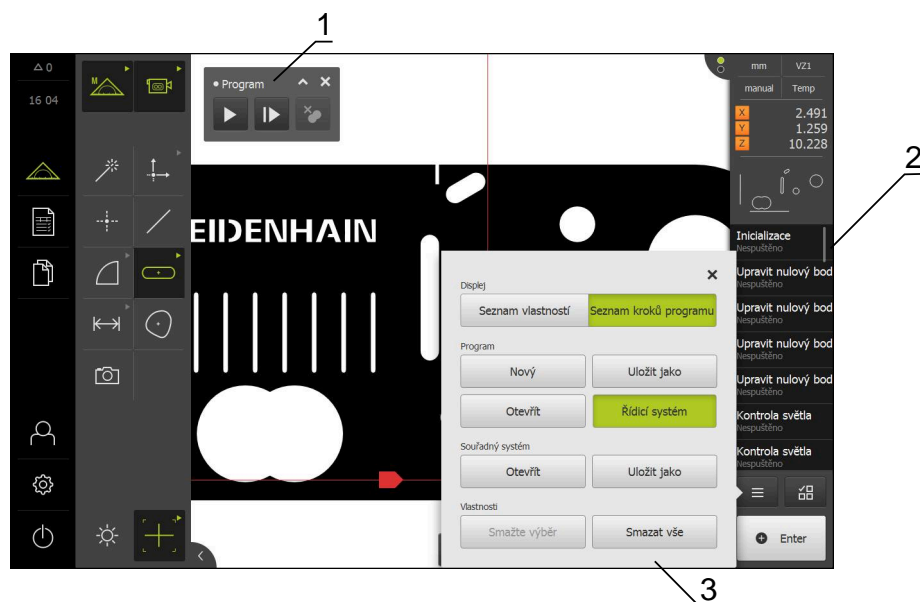 1
0
16 04
M
Program
mm VZ1
manual Temp
X 2.491
Y 1.259
Z 10.228
2
EIDENHAIN
Inicializace
Nespuštěno
Upravit nulový bod
Nespuštěno
Upravit nulový bod
Nespuštěno
Upravit nulový bod
Nespuštěno
Upravit nulový bod
Nespuštěno
Kontrola světla
Nespuštěno
Kontrola světla
Nespuštěno
Displej
Seznam vlastností Seznam kroků programu
Program
Nový Uložit jako
Otevřít Řídicí systém
Souřadný systém
Otevřít Uložit jako
Vlastnosti
Smažte výběr Smazat vše
Enter
3